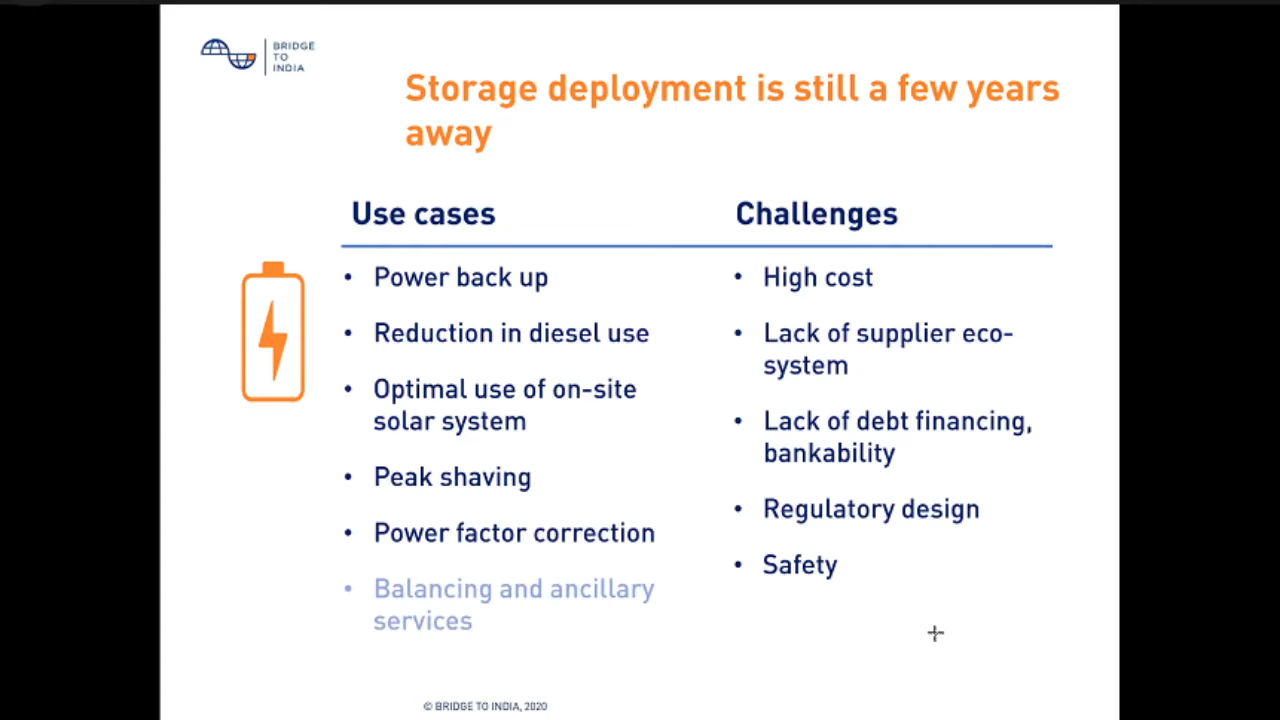 BRIDGE
TO
INDIA
Storage deployment is still a few years
away
Use cases
• Power back up
• Reduction in diesel use
• Optimal use of on-site
solar system
• Peak shaving
• Power factor correction
• Balancing and ancillary
services
Challenges
• High cost
• Lack of supplier eco-
system
• Lack of debt financing,
bankability
• Regulatory design
• Safety
© BRIDGE TO INDIA, 2020